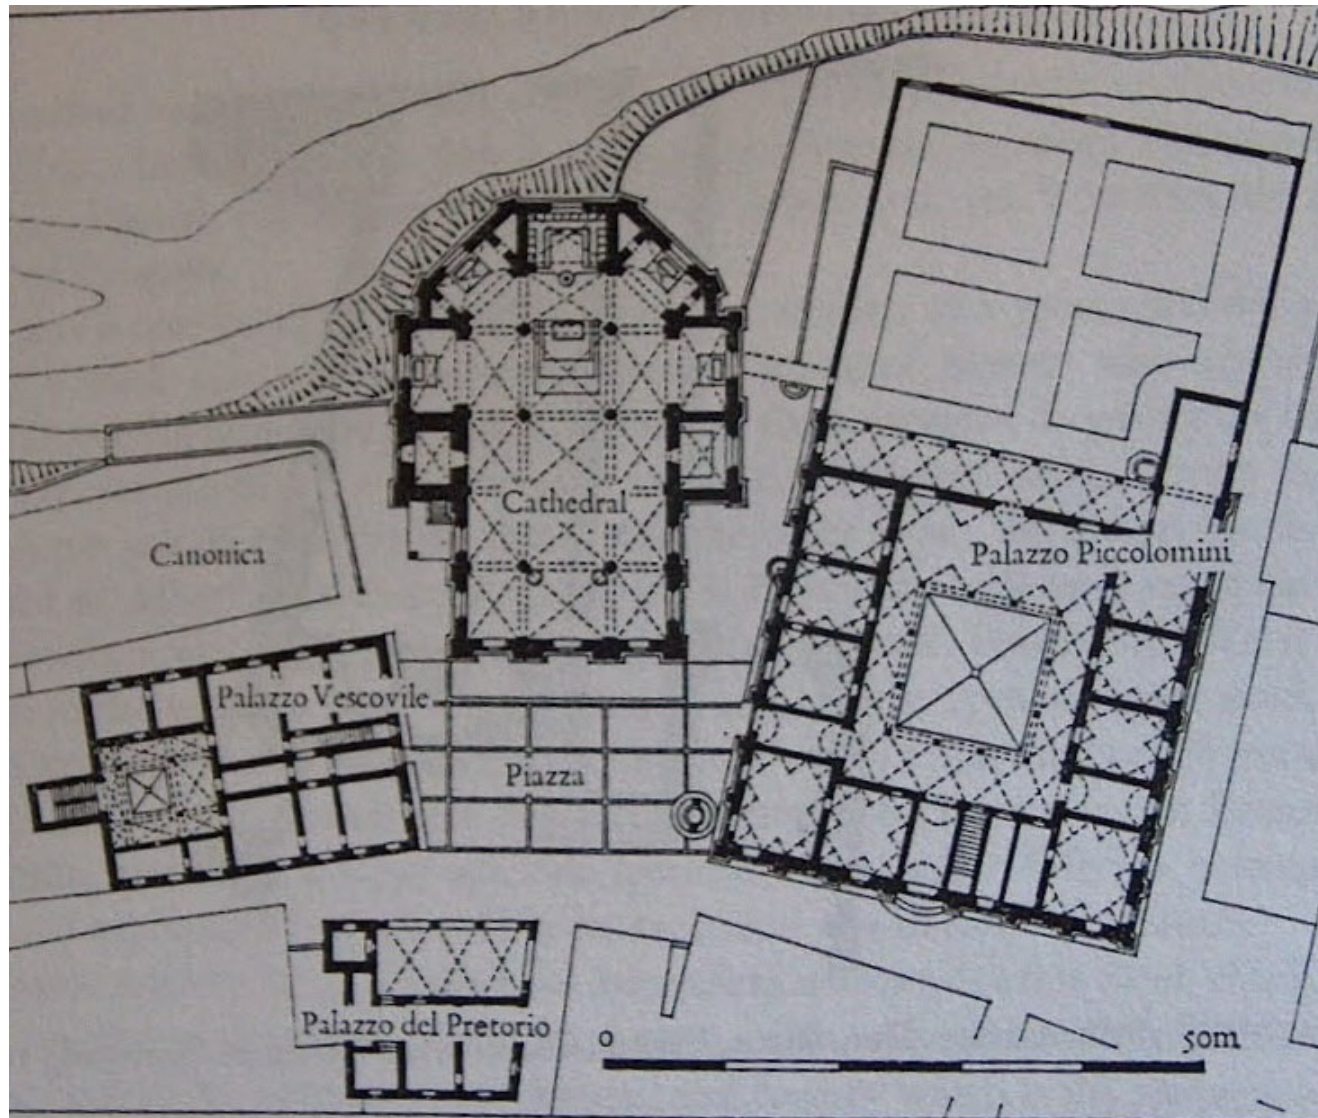 Cathedral
Canonica
Palazzo Piccolomini
Palazzo Vescovile
Piazza
Palazzo del Pretorio
0
50m